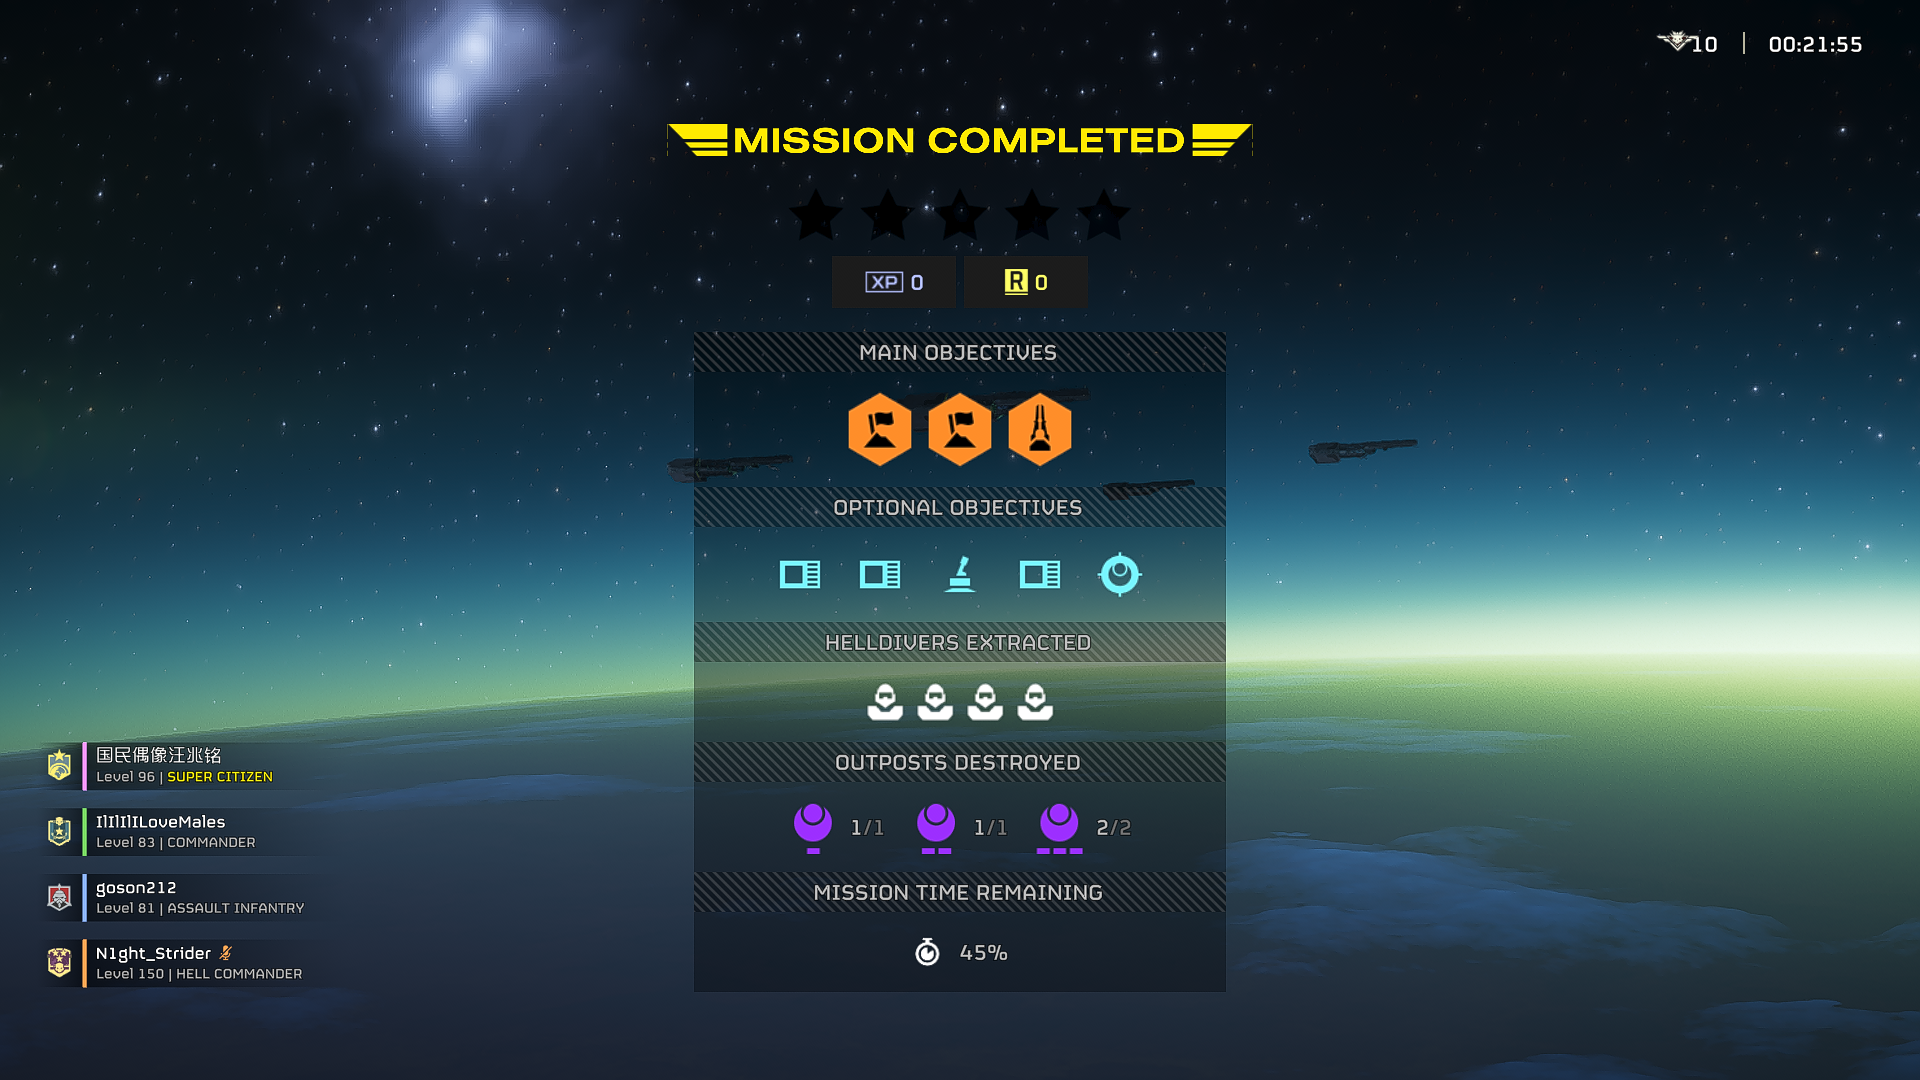 10 | 00:21:55
MISSION COMPLETED
XP 0
R 0
MAIN OBJECTIVES
OPTIONAL OBJECTIVES
HELLDIVERS EXTRACTED
OUTPOSTS DESTROYED
1/1 1/1 2/2
MISSION TIME REMAINING
45%
国民偶像汪兆铭
Level 96 | SUPER CITIZEN
IlIlIlILoveMales
Level 83 | COMMANDER
goson212
Level 81 | ASSAULT INFANTRY
N1ght_Strider
Level 150 | HELL COMMANDER